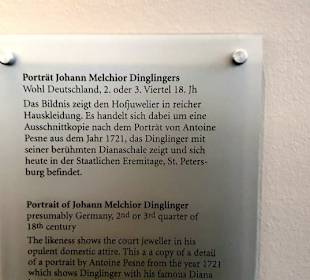 Porträt Johann Melchior Dinglingers
Wohl Deutschland, 2. oder 3. Viertel 18. Jh
Das Bildnis zeigt den Hofjuwelier in reicher
Hauskleidung. Es handelt sich dabei um eine
Ausschnittkopie nach dem Porträt von Antoine
Pesne aus dem Jahr 1721, das Dinglinger mit
seiner berühmten Dianaschale zeigt und sich
heute in der Staatlichen Eremitage, St. Peters-
burg befindet.
Portrait of Johann Melchior Dinglinger
presumably Germany, 2nd or 3rd quarter of
18th century
The likeness shows the court jeweller in his
opulent domestic attire. This a a copy of a detail
of a portrait by Antoine Pesne from the year 1721
which shows Dinglinger with his famous Diana